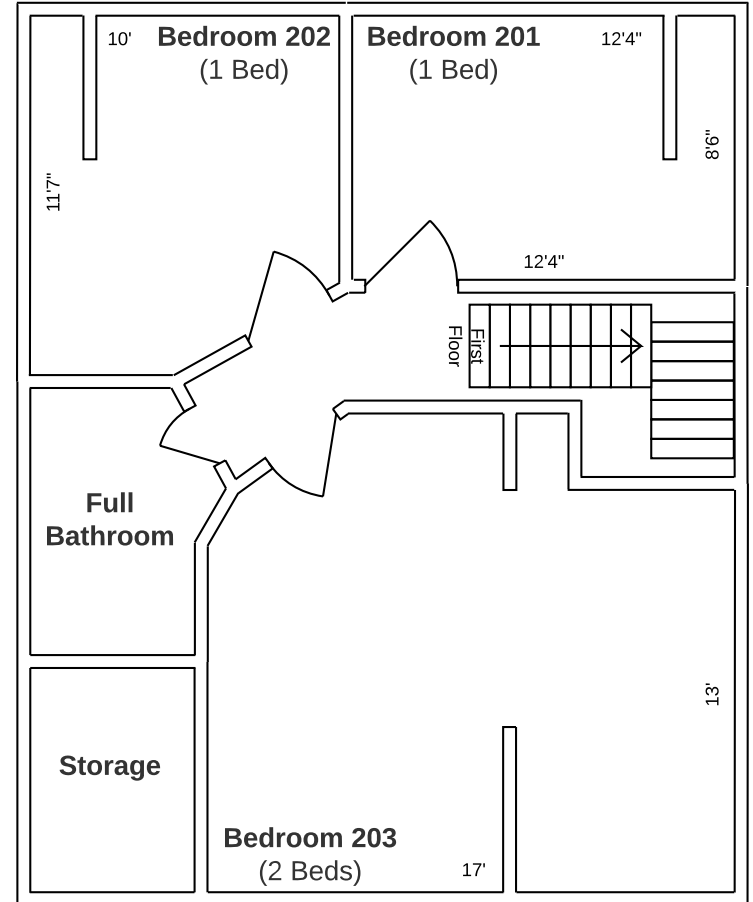 10'
Bedroom 202
(1 Bed)
Bedroom 201
(1 Bed)
12'4"
8'6"
11'7"
12'4"
First
Floor
Full
Bathroom
13'
Storage
Bedroom 203
(2 Beds)
17'